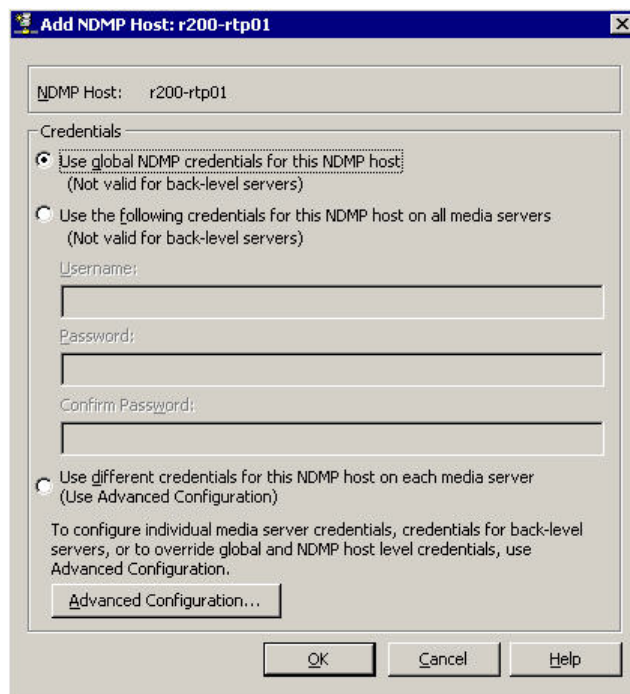 Add NDMP Host: r200-rtp01
NDMP Host: r200-rtp01
Credentials
Use global NDMP credentials for this NDMP host
(Not valid for back-level servers)
Use the following credentials for this NDMP host on all media servers
(Not valid for back-level servers)
Username:
Password:
Confirm Password:
Use different credentials for this NDMP host on each media server
(Use Advanced Configuration)
To configure individual media server credentials, credentials for back-level
servers, or to override global and NDMP host level credentials, use
Advanced Configuration.
Advanced Configuration...
OK Cancel Help